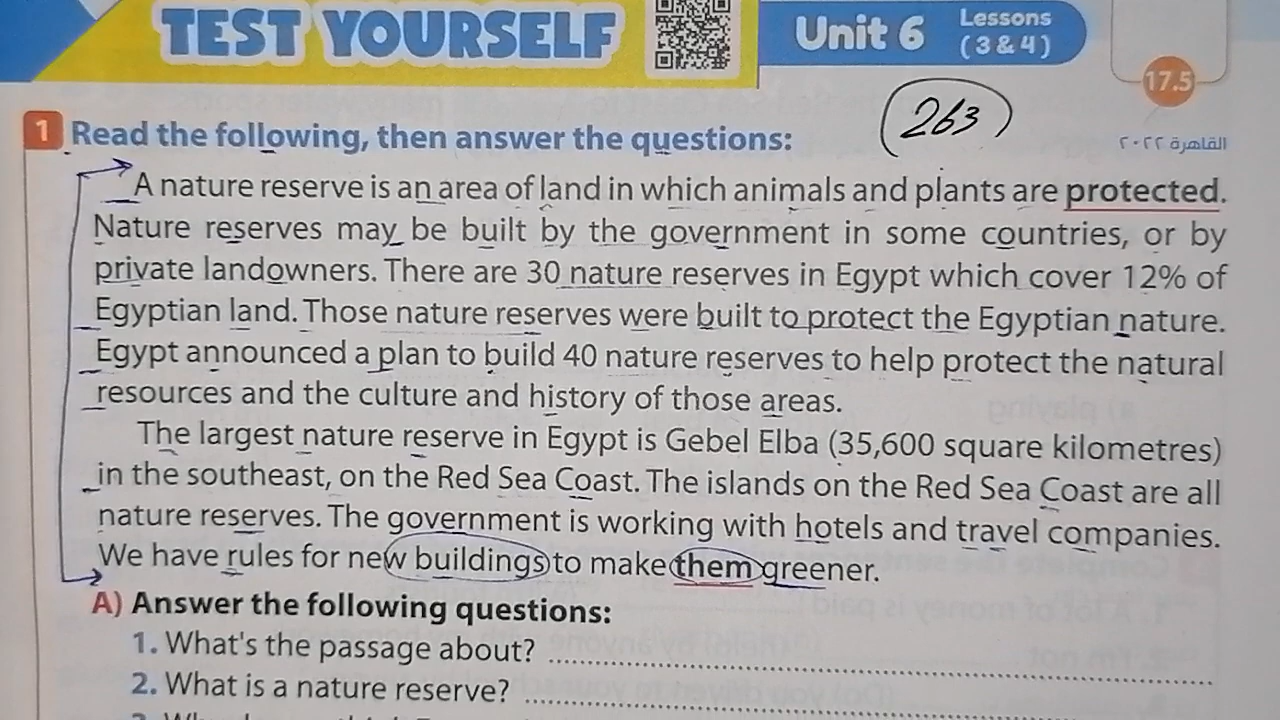 TEST YOURSELF
Unit 6
Lessons
(3 & 4)
17.5
263
1 Read the following, then answer the questions:
القاهرة ٢٠٢٢
A nature reserve is an area of land in which animals and plants are protected.
Nature reserves may be built by the government in some countries, or by
private landowners. There are 30 nature reserves in Egypt which cover 12% of
Egyptian land. Those nature reserves were built to protect the Egyptian nature.
Egypt announced a plan to build 40 nature reserves to help protect the natural
resources and the culture and history of those areas.
The largest nature reserve in Egypt is Gebel Elba (35,600 square kilometres)
in the southeast, on the Red Sea Coast. The islands on the Red Sea Coast are all
nature reserves. The government is working with hotels and travel companies.
We have rules for new buildings to make them greener.
A) Answer the following questions:
1. What's the passage about?
2. What is a nature reserve?